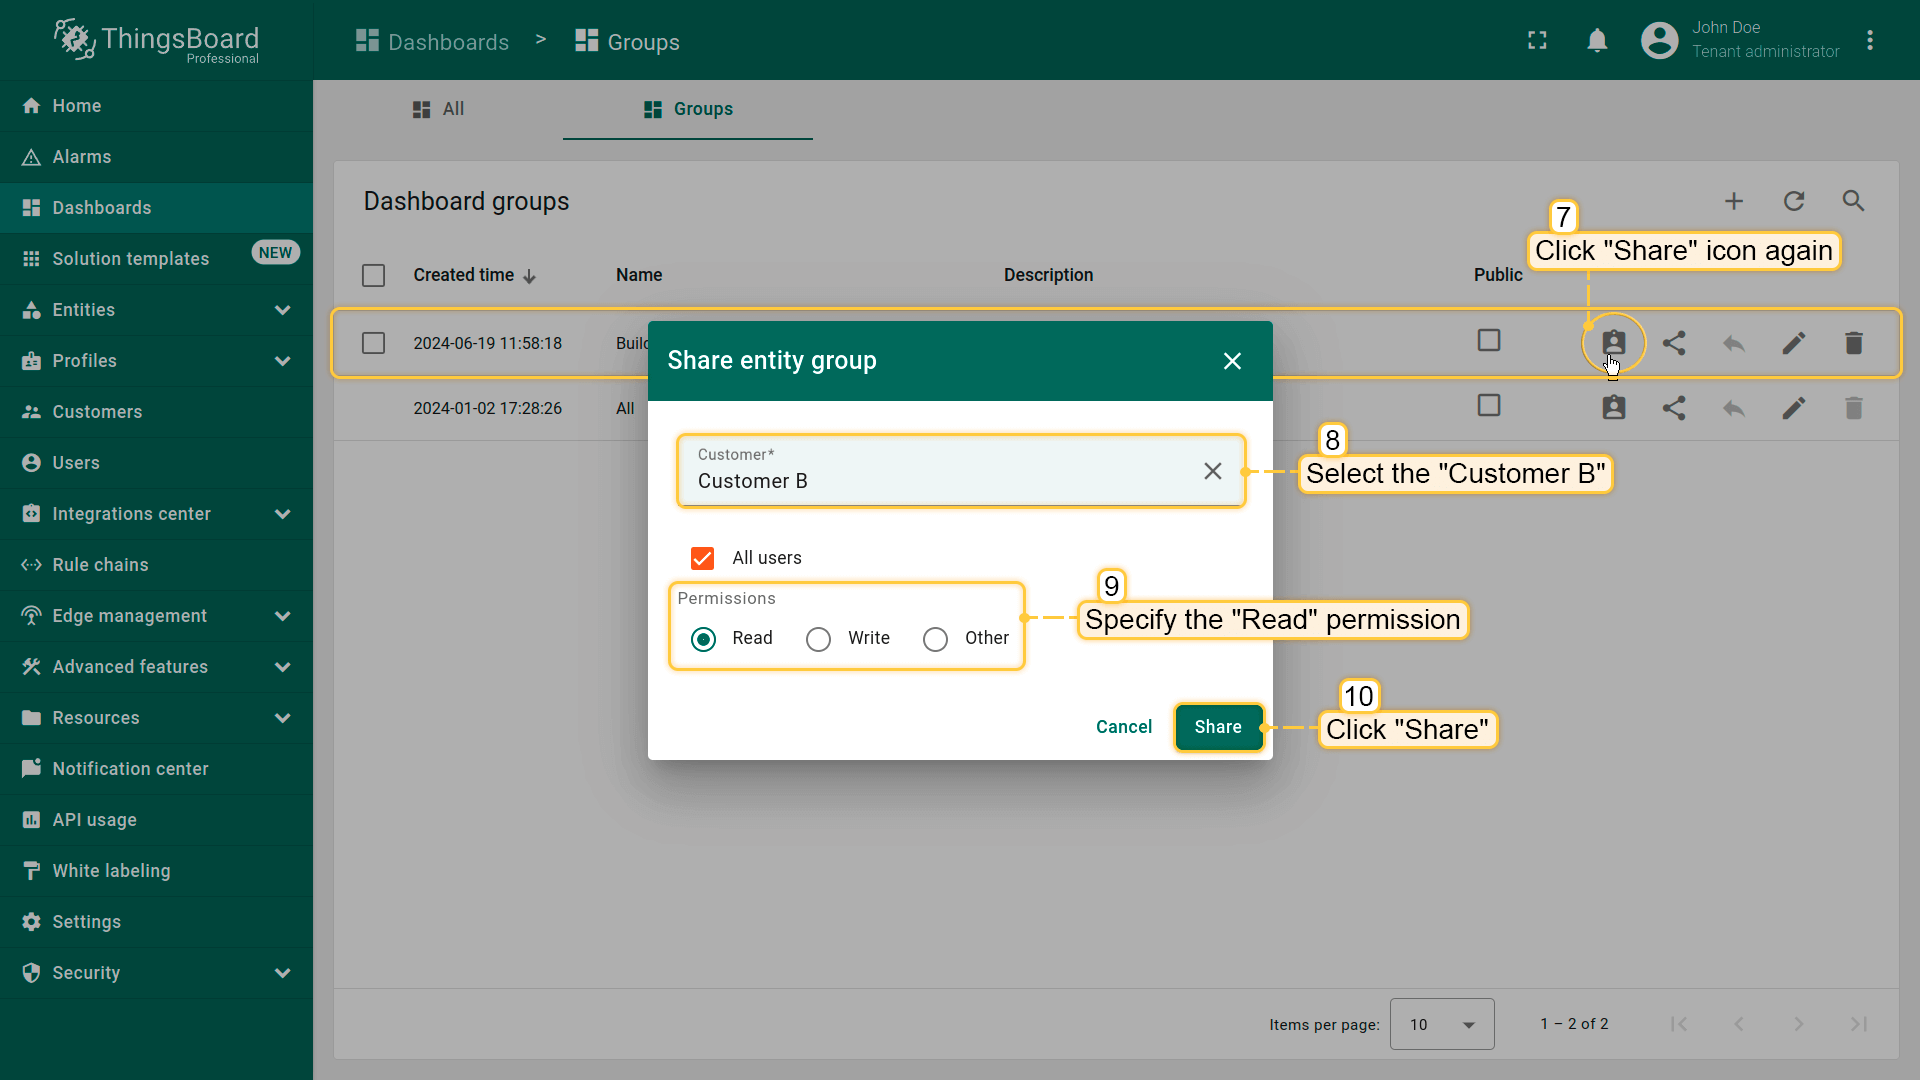 ThingsBoard
Professional
Dashboards > Groups
John Doe
Tenant administrator
Home
Alarms
Dashboards
Solution templates NEW
Entities
Profiles
Customers
Users
Integrations center
Rule chains
Edge management
Advanced features
Resources
Notification center
API usage
White labeling
Settings
Security
All Groups
Dashboard groups
7
Click "Share" icon again
Created time Name Description Public
2024-06-19 11:58:18
2024-01-02 17:28:26 All
Share entity group
Customer*
Customer B
8
Select the "Customer B"
All users
Permissions
Read Write Other
9
Specify the "Read" permission
Cancel Share
10
Click "Share"
Items per page: 10 1 – 2 of 2